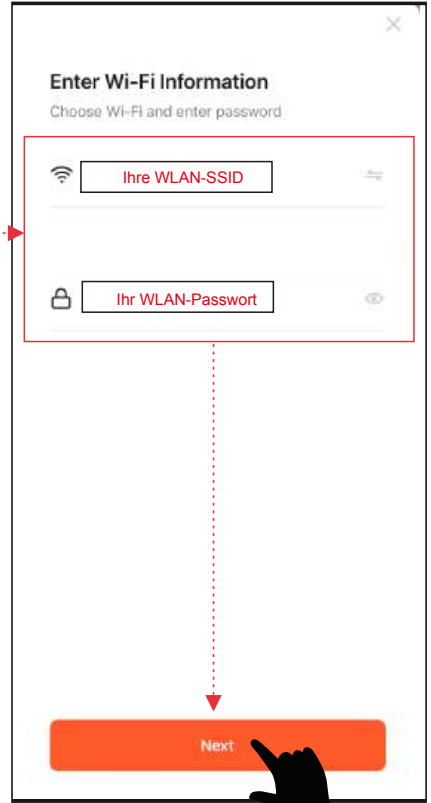 Enter Wi-Fi Information
Choose Wi-Fi and enter password
Ihre WLAN-SSID
Ihr WLAN-Passwort
Next